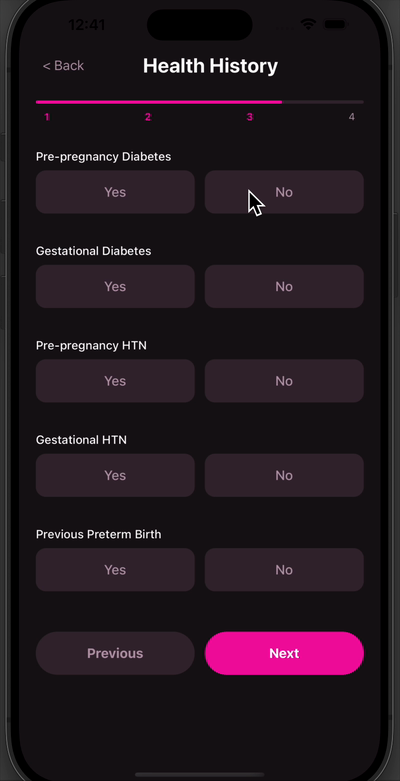 12:41
< Back
Health History
1 2 3 4
Pre-pregnancy Diabetes
Yes No
Gestational Diabetes
Yes No
Pre-pregnancy HTN
Yes No
Gestational HTN
Yes No
Previous Preterm Birth
Yes No
Previous Next